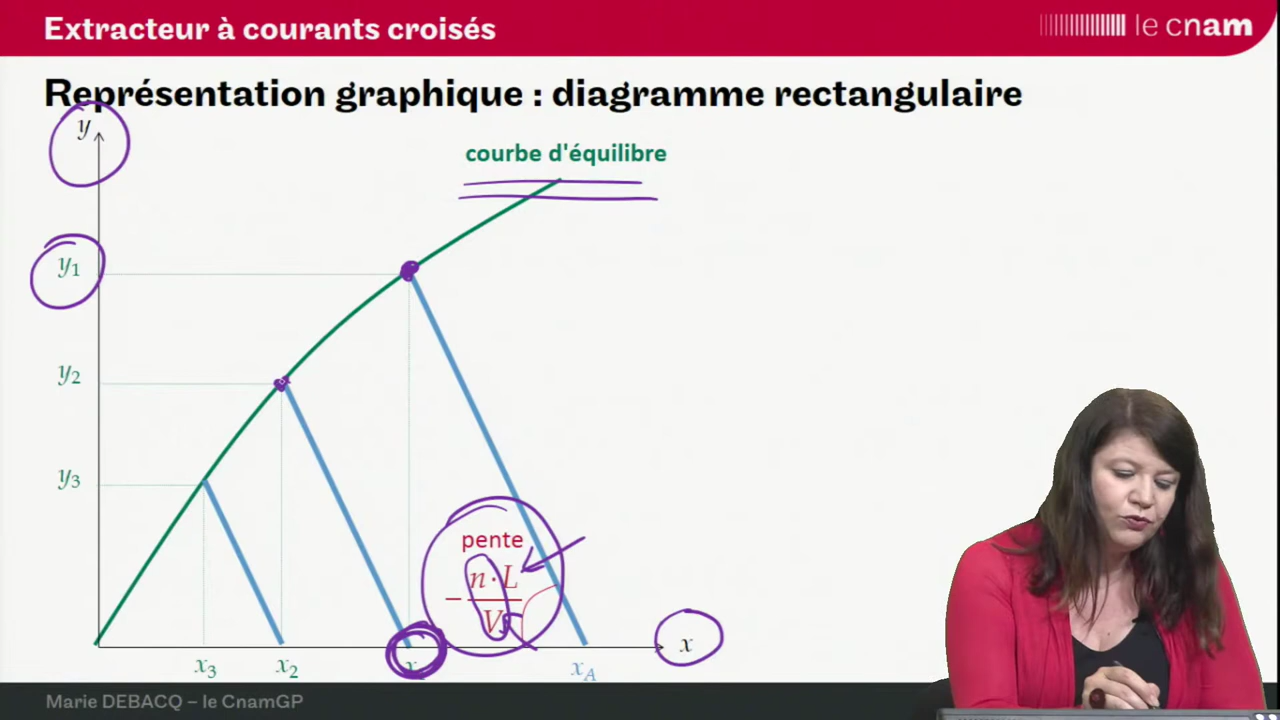 Extracteur à courants croisés
le cnam
Représentation graphique : diagramme rectangulaire
y
courbe d'équilibre
y1
y2
y3
pente
− n · L
V
x
x3 x2 xA
Marie DEBACQ – le CnamGP